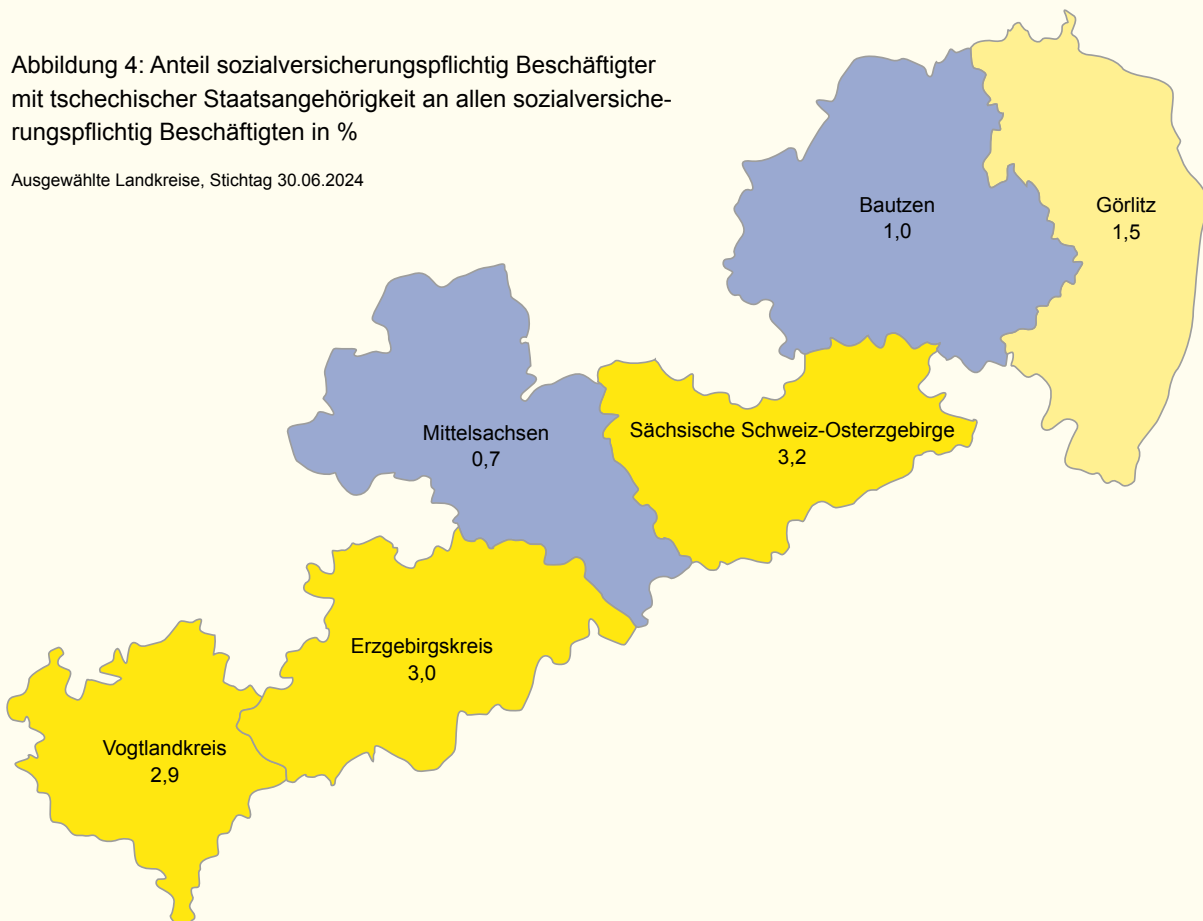 Abbildung 4: Anteil sozialversicherungspflichtig Beschäftigter
mit tschechischer Staatsangehörigkeit an allen sozialversiche-
rungspflichtig Beschäftigten in %
Ausgewählte Landkreise, Stichtag 30.06.2024
Bautzen
1,0
Görlitz
1,5
Mittelsachsen
0,7
Sächsische Schweiz-Osterzgebirge
3,2
Erzgebirgskreis
3,0
Vogtlandkreis
2,9